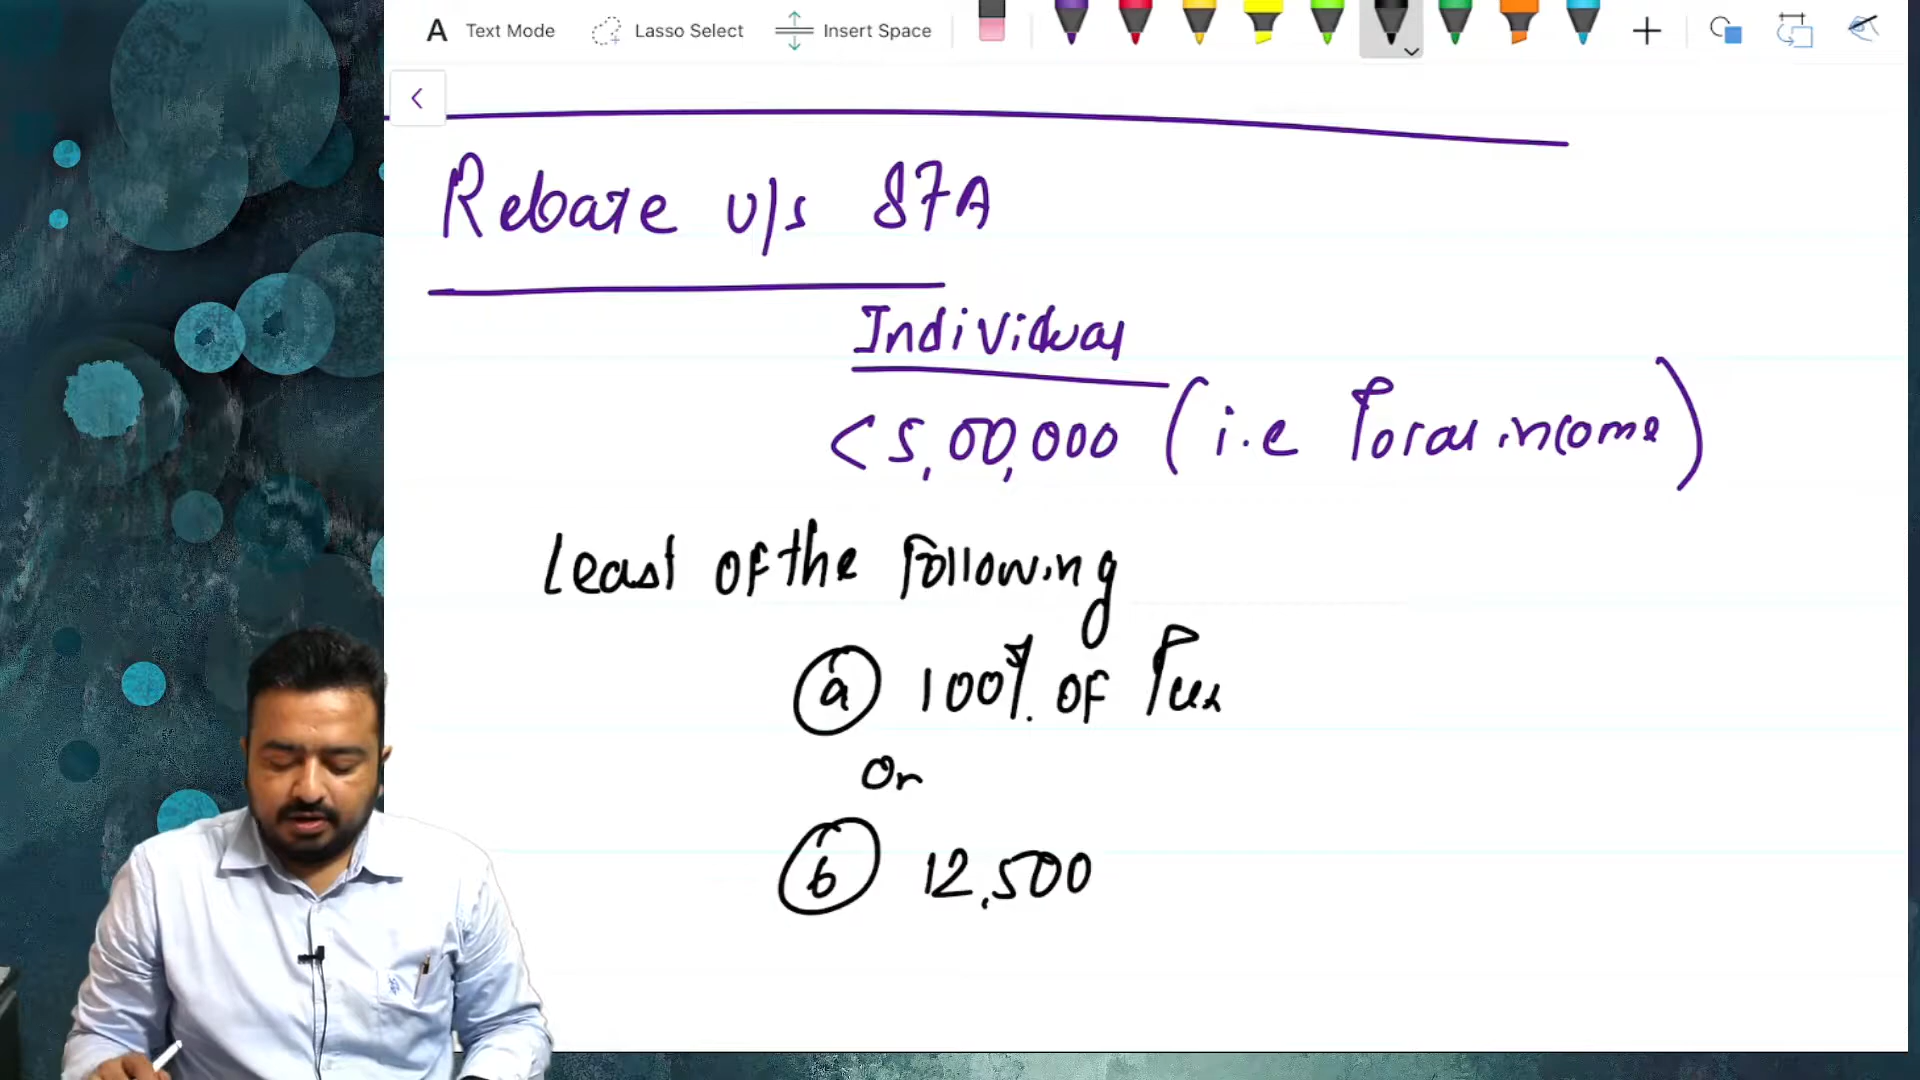 A Text Mode Lasso Select Insert Space
Rebate u/s 87A
Individual
< 5,00,000 (i.e Total income)
Least of the following
a 100% of Tax
Or
b 12,500